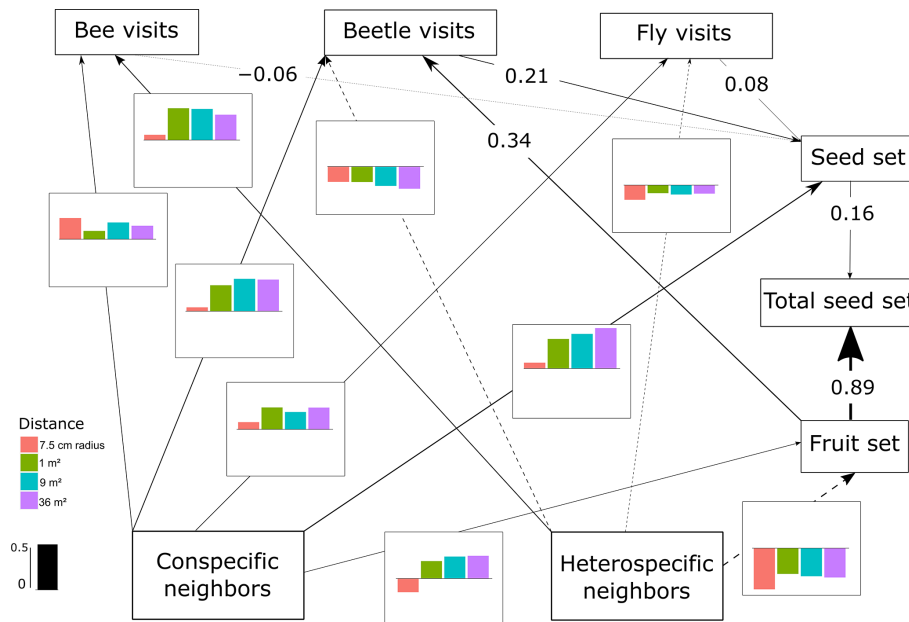 Bee visits
Beetle visits
Fly visits
−0.06
0.21
0.08
0.34
Seed set
0.16
Total seed set
0.89
Fruit set
Distance
7.5 cm radius
1 m²
9 m²
36 m²
0.5
0
Conspecific
neighbors
Heterospecific
neighbors